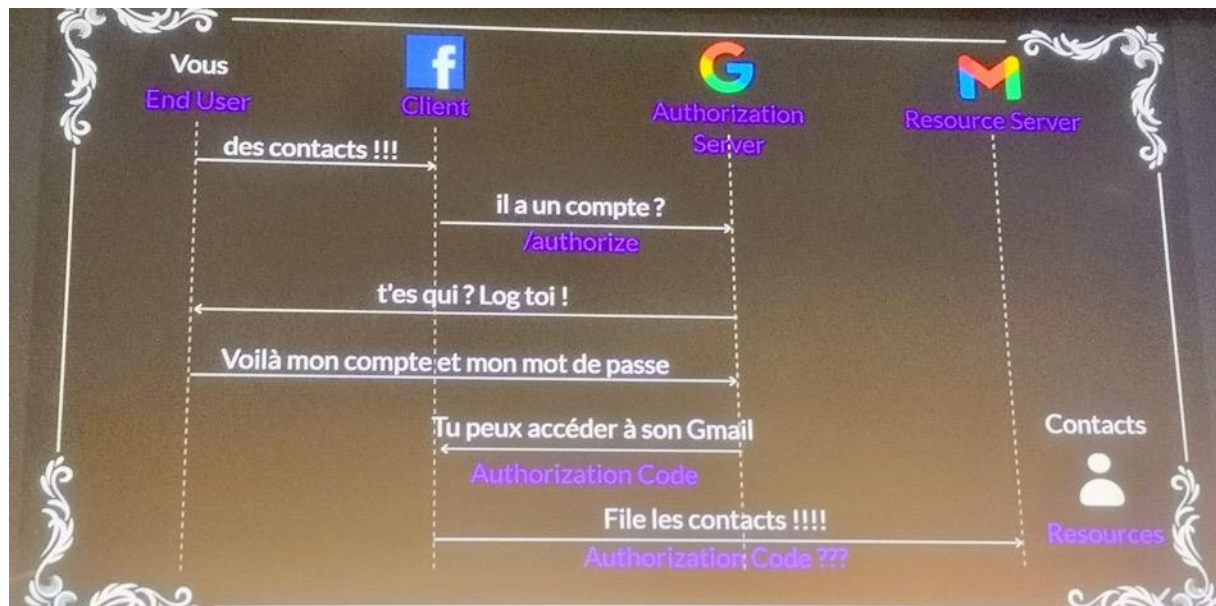 Vous
End User
f
Client
G
Authorization
Server
M
Resource Server
des contacts !!!
il a un compte ?
/authorize
t'es qui ? Log toi !
Voilà mon compte et mon mot de passe
Tu peux accéder à son Gmail
Authorization Code
Contacts
Resources
File les contacts !!!!
Authorization Code ???